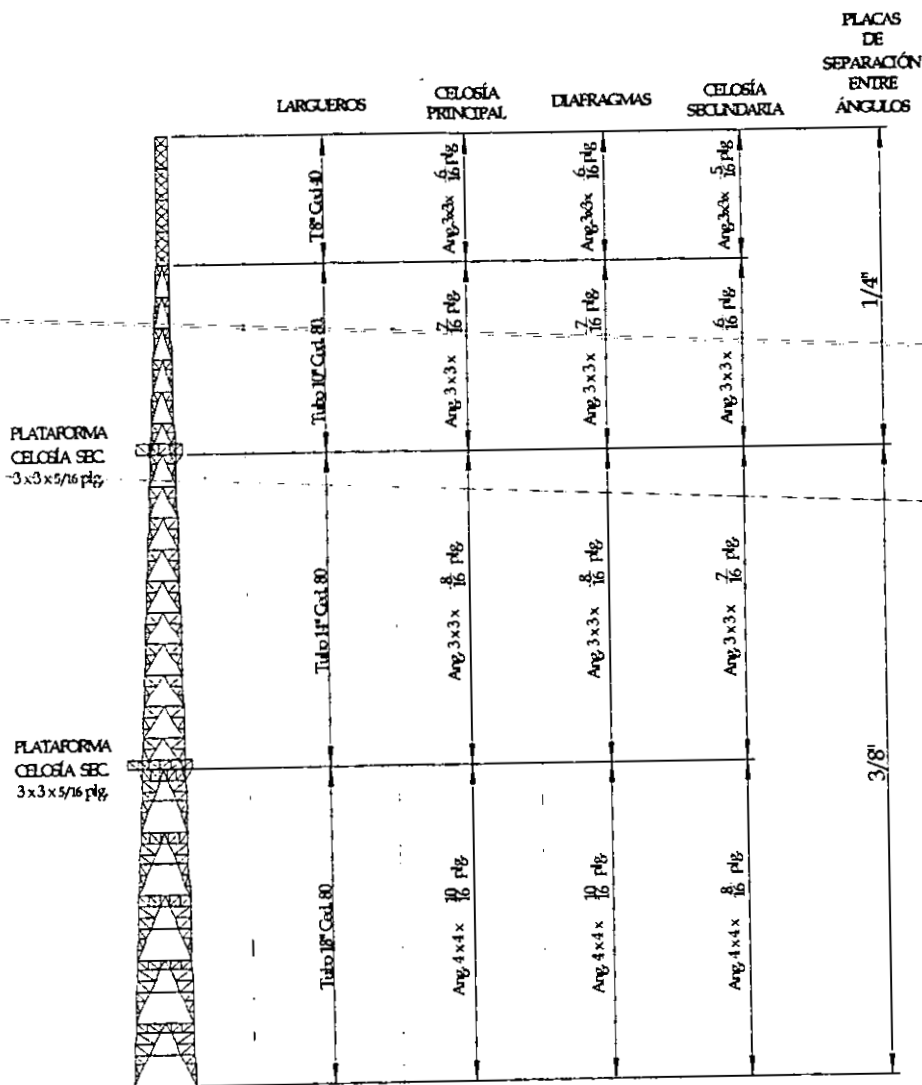 PLACAS
DE
SEPARACIÓN
ENTRE
ÁNGULOS
LARGUEROS
CELOSÍA
PRINCIPAL
DIAFRAGMAS
CELOSÍA
SECUNDARIA
T 8" Ced. 40
Ang. 3x3x 6/16 plg.
Ang. 3x3x 6/16 plg.
Ang. 3x3x 5/16 plg.
1/4"
Tubo 10" Ced. 80
Ang. 3 x 3 x 7/16 plg.
Ang. 3 x 3 x 7/16 plg.
Ang. 3 x 3 x 6/16 plg.
PLATAFORMA
CELOSÍA SEC.
3 x 3 x 5/16 plg.
Tubo 14" Ced. 80
Ang. 3 x 3 x 8/16 plg.
Ang. 3 x 3 x 8/16 plg.
Ang. 3 x 3 x 7/16 plg.
3/8"
PLATAFORMA
CELOSÍA SEC.
3 x 3 x 5/16 plg.
Tubo 18" Ced. 80
Ang. 4 x 4 x 10/16 plg.
Ang. 4 x 4 x 10/16 plg.
Ang. 4 x 4 x 8/16 plg.